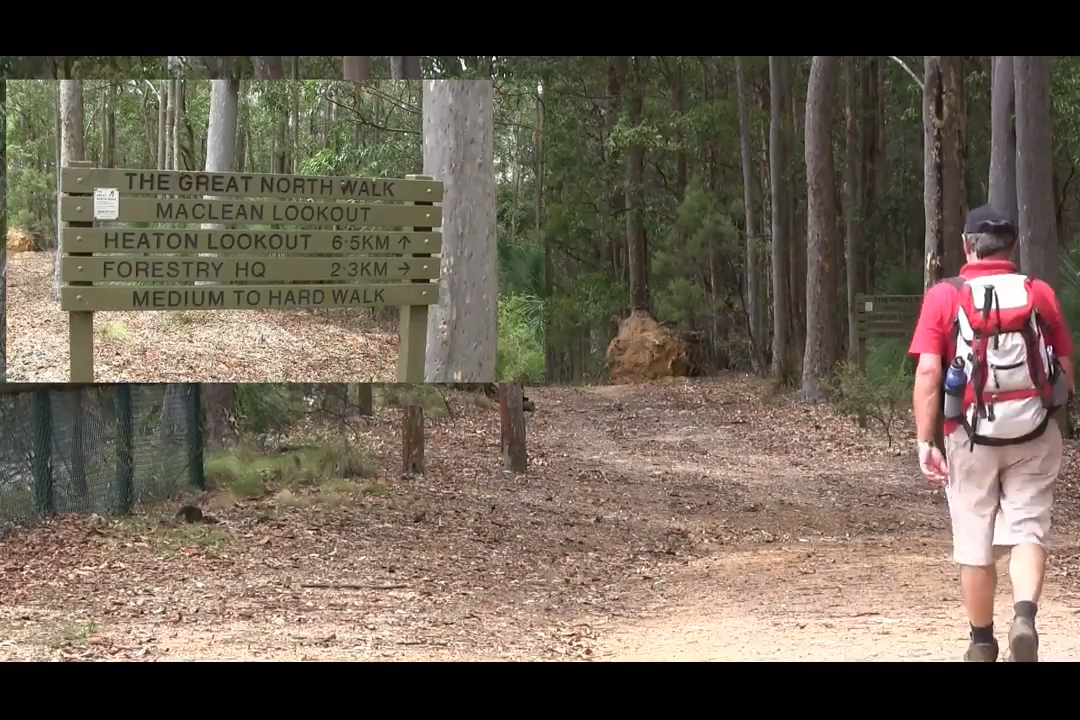 THE GREAT NORTH WALK
MACLEAN LOOKOUT
HEATON LOOKOUT 6·5KM ↑
FORESTRY HQ 2·3KM →
MEDIUM TO HARD WALK